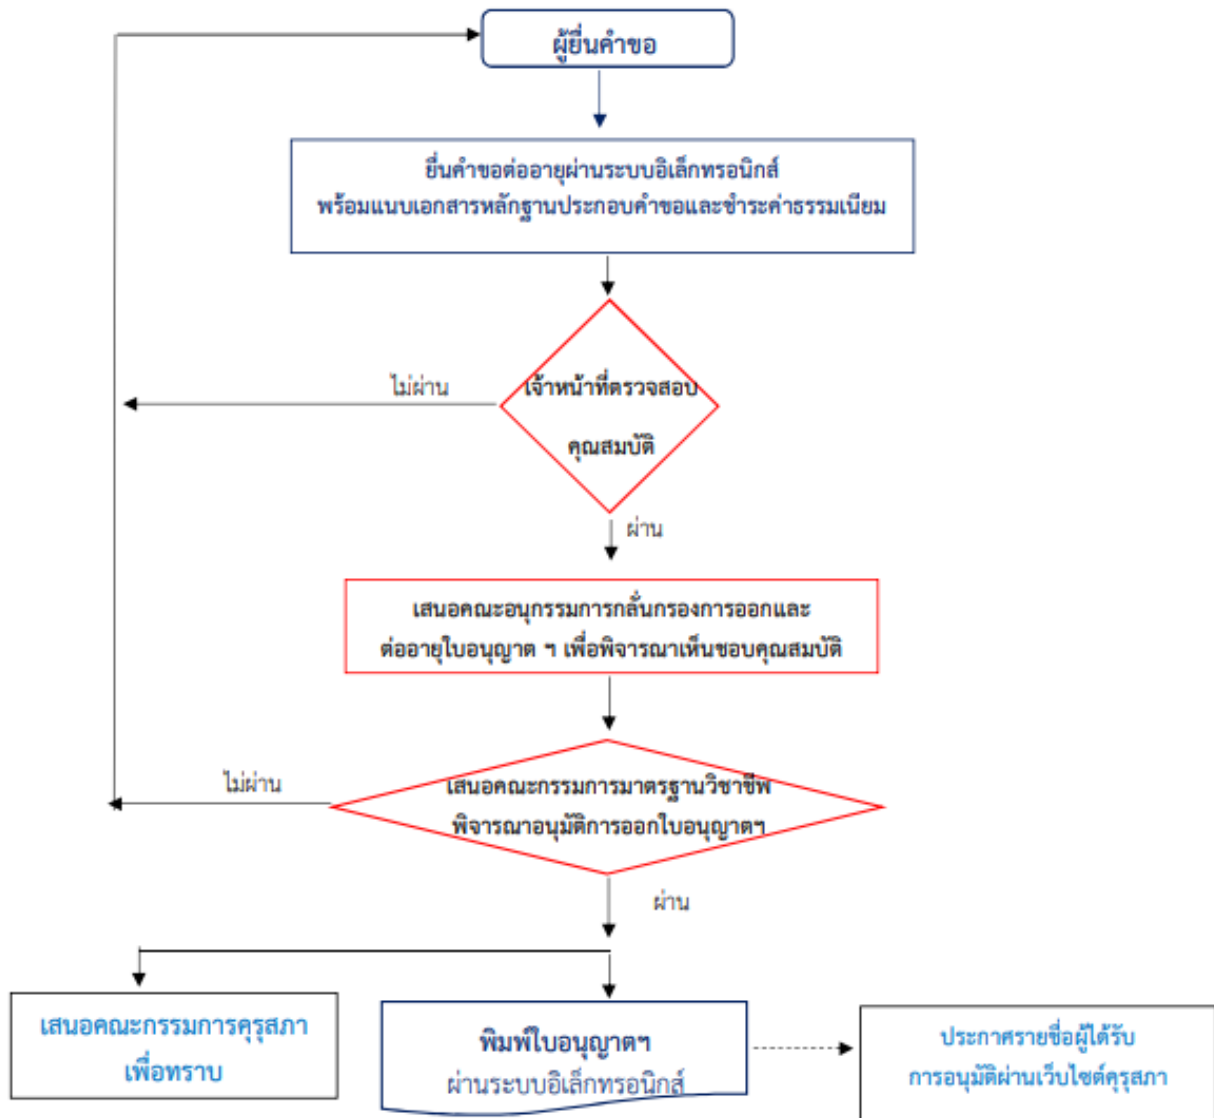 ผู้ยื่นคำขอ
ยื่นคำขอต่ออายุผ่านระบบอิเล็กทรอนิกส์
พร้อมแนบเอกสารหลักฐานประกอบคำขอและชำระค่าธรรมเนียม
ไม่ผ่าน
เจ้าหน้าที่ตรวจสอบ
คุณสมบัติ
ผ่าน
เสนอคณะอนุกรรมการกลั่นกรองการออกและ
ต่ออายุใบอนุญาต ฯ เพื่อพิจารณาเห็นชอบคุณสมบัติ
ไม่ผ่าน
เสนอคณะกรรมการมาตรฐานวิชาชีพ
พิจารณาอนุมัติการออกใบอนุญาตฯ
ผ่าน
เสนอคณะกรรมการคุรุสภา
เพื่อทราบ
พิมพ์ใบอนุญาตฯ
ผ่านระบบอิเล็กทรอนิกส์
ประกาศรายชื่อผู้ได้รับ
การอนุมัติผ่านเว็บไซต์คุรุสภา